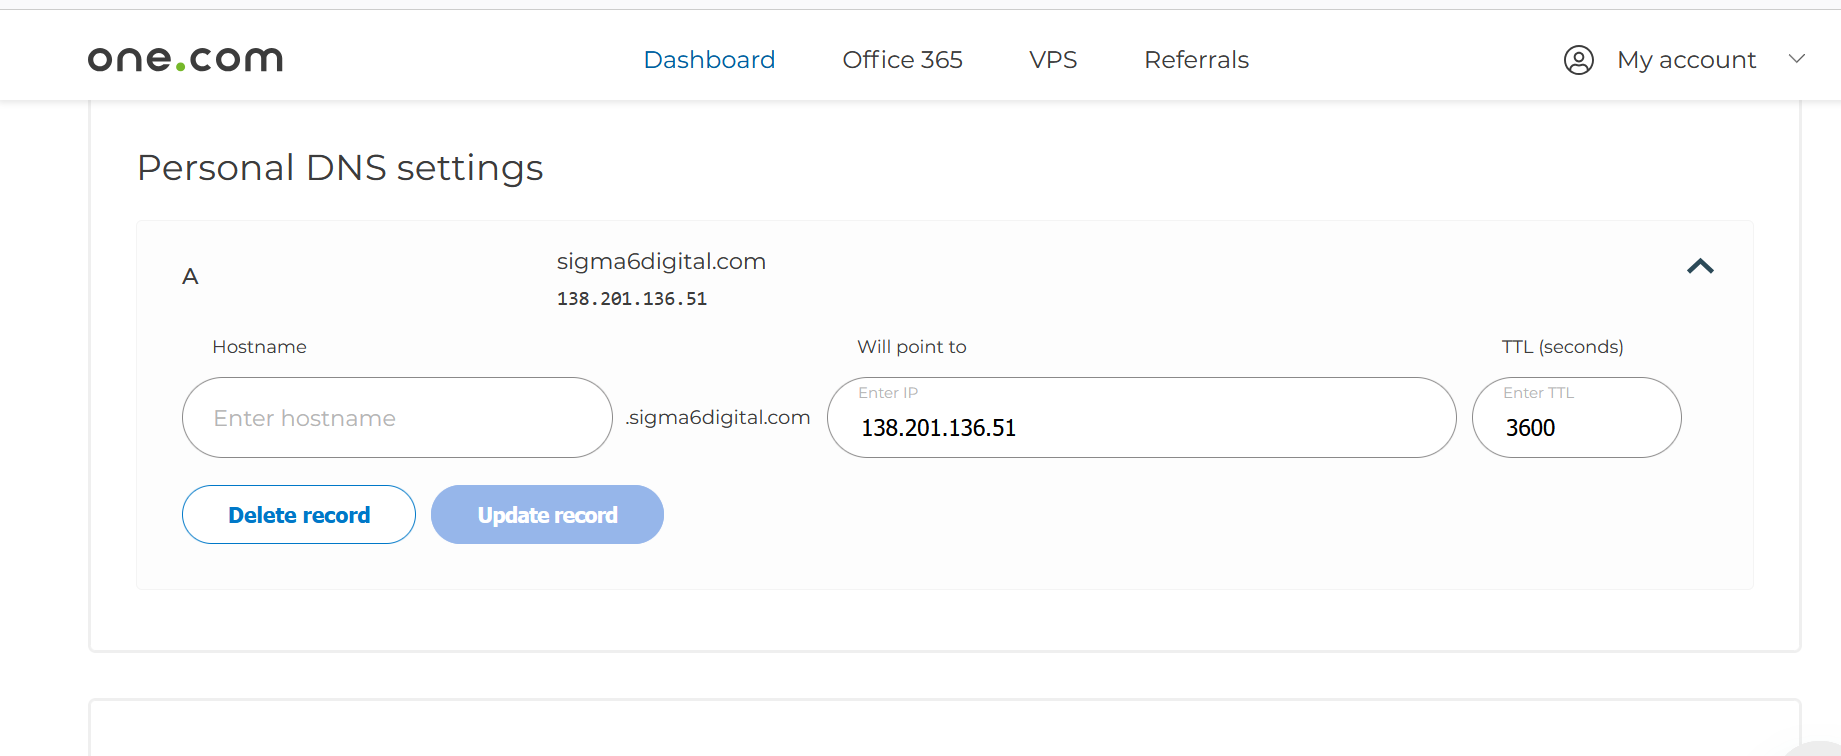 one.com
Dashboard Office 365 VPS Referrals My account
Personal DNS settings
A
sigma6digital.com
138.201.136.51
Hostname Will point to TTL (seconds)
Enter IP Enter TTL
Enter hostname .sigma6digital.com 138.201.136.51 3600
Delete record Update record